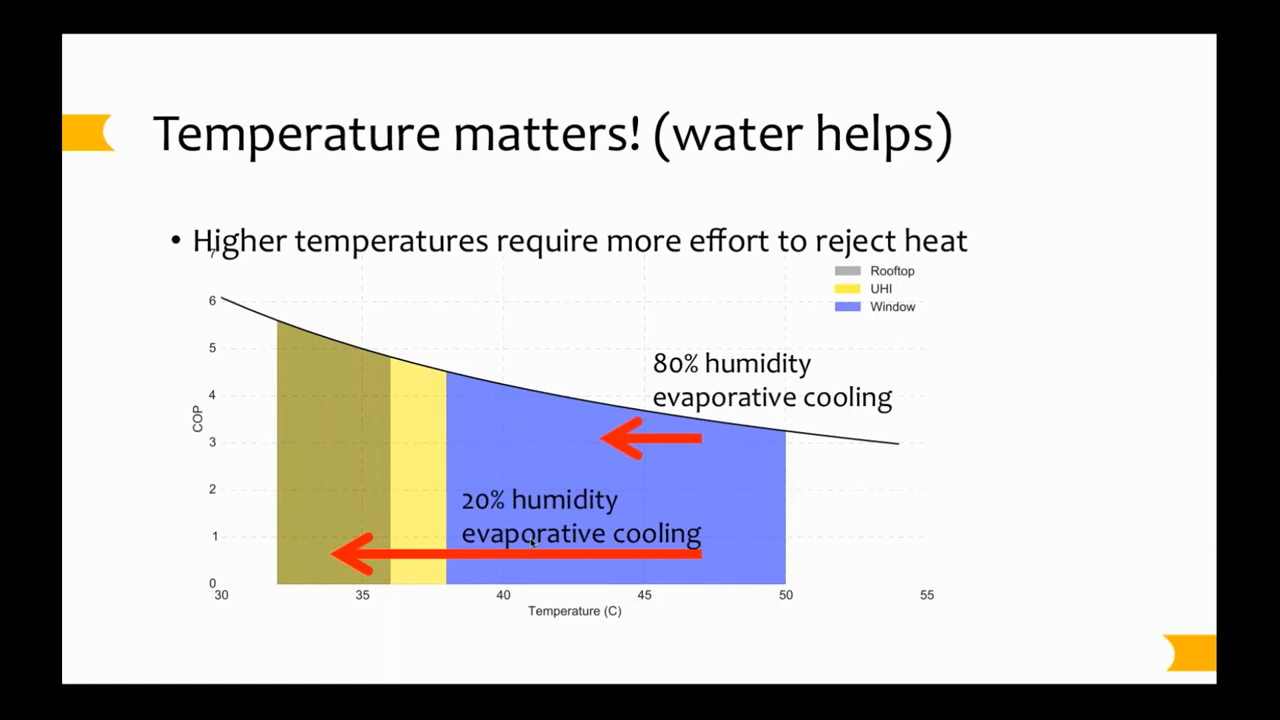 Temperature matters! (water helps)
• Higher temperatures require more effort to reject heat
Rooftop
UHI
Window
7
6
5
4
3
2
1
0
COP
80% humidity
evaporative cooling
20% humidity
evaporative cooling
30 35 40 45 50 55
Temperature (C)